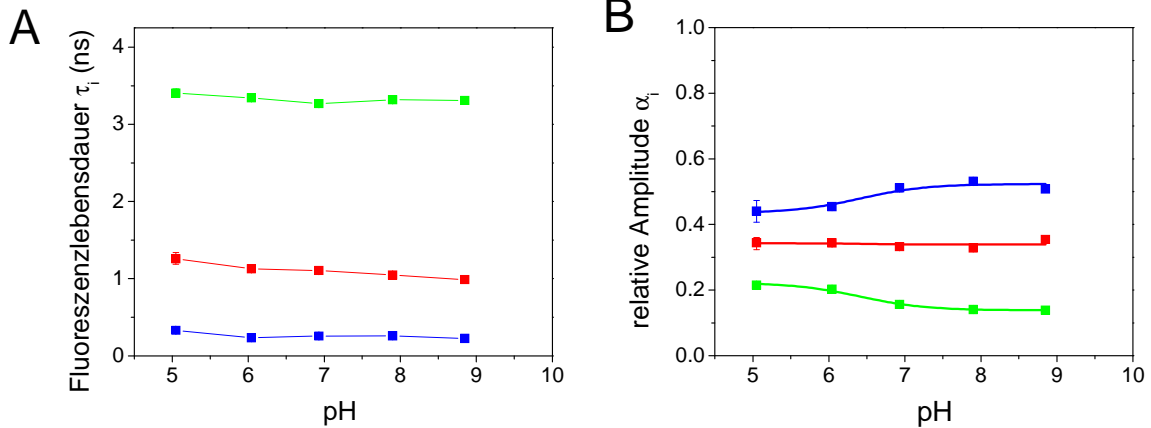 A
Fluoreszenzlebensdauer τi (ns)
4
3
2
1
0
5 6 7 8 9 10
pH
B
relative Amplitude αi
1.0
0.8
0.6
0.4
0.2
0.0
5 6 7 8 9 10
pH